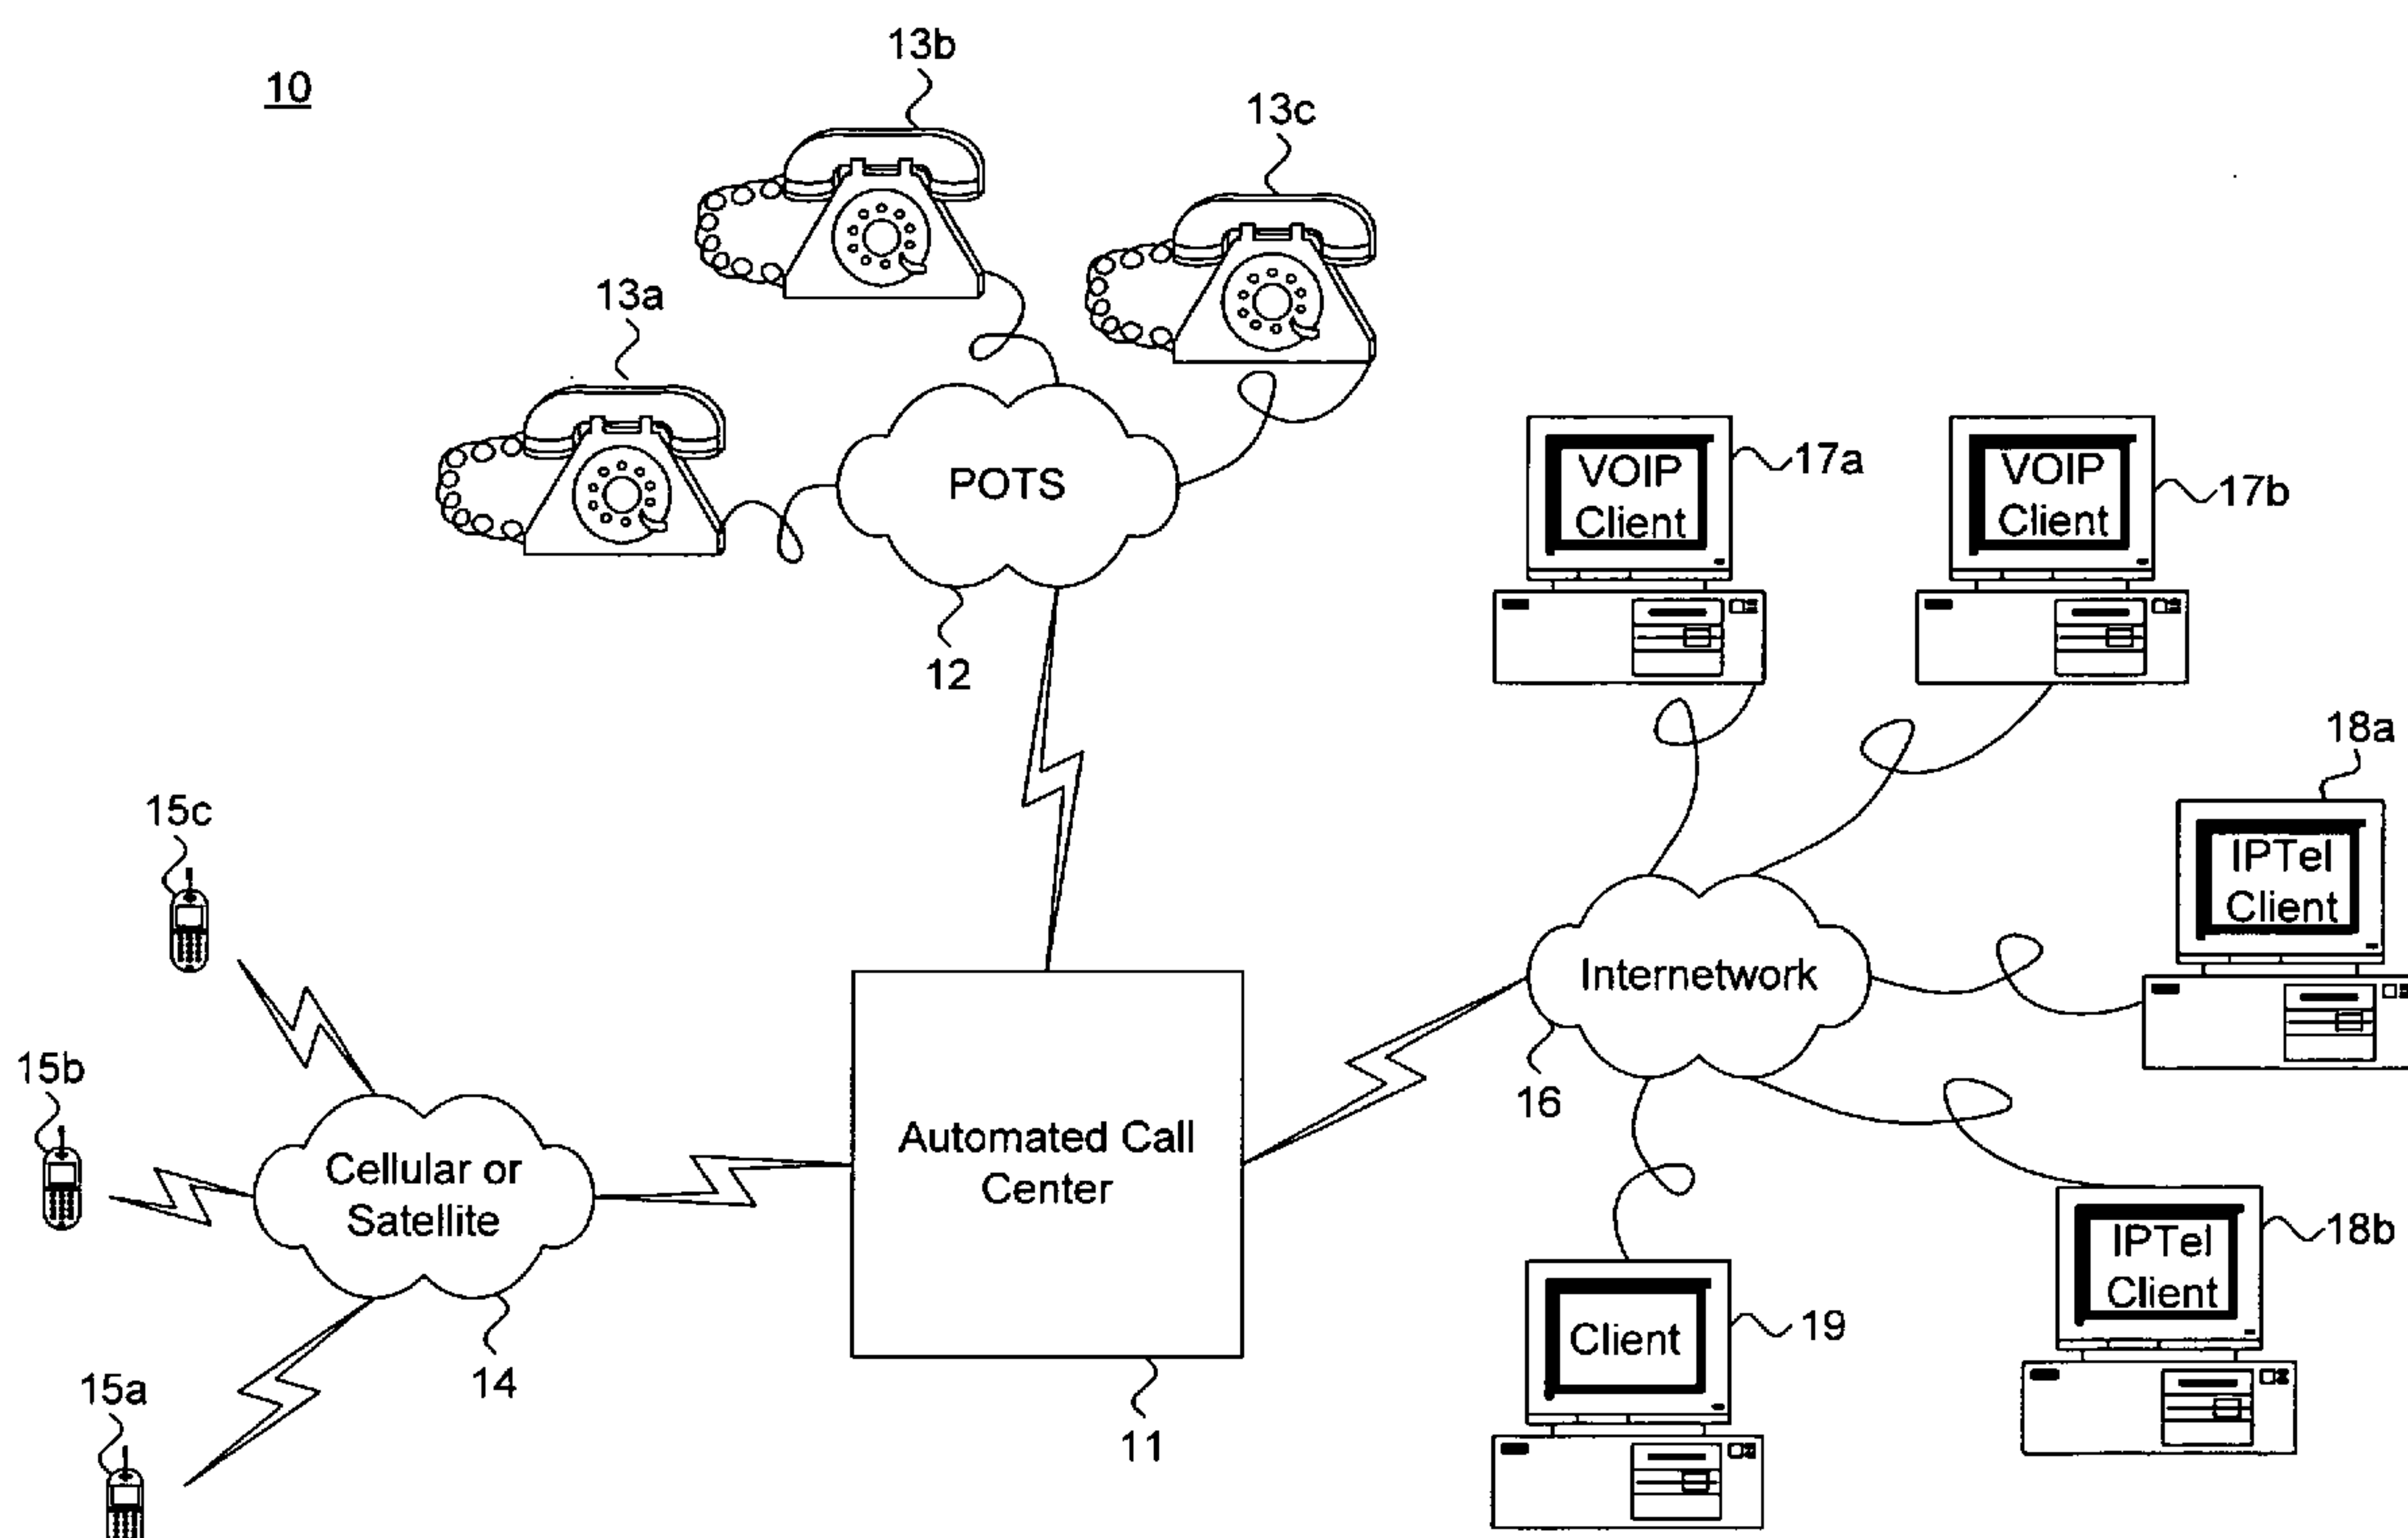 10
13b
13c
13a
POTS
12
VOIP
Client
17a
VOIP
Client
17b
18a
IPTel
Client
15c
Internetwork
16
15b
Cellular or
Satellite
14
Automated Call
Center
11
15a
IPTel
Client
18b
Client
19